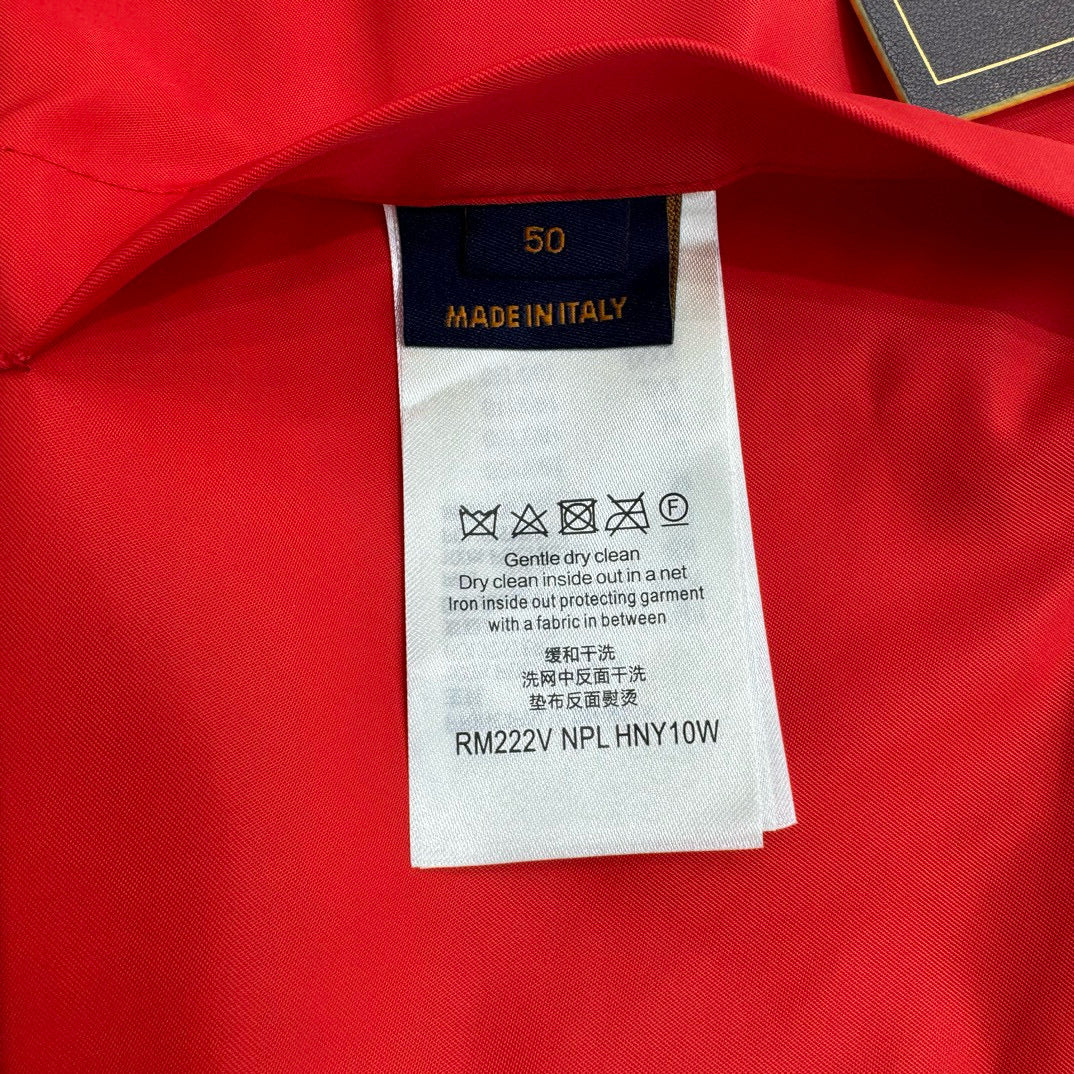 50
MADE IN ITALY
F
Gentle dry clean
Dry clean inside out in a net
Iron inside out protecting garment
with a fabric in between
缓和干洗
洗网中反面干洗
垫布反面熨烫
RM222V NPL HNY10W